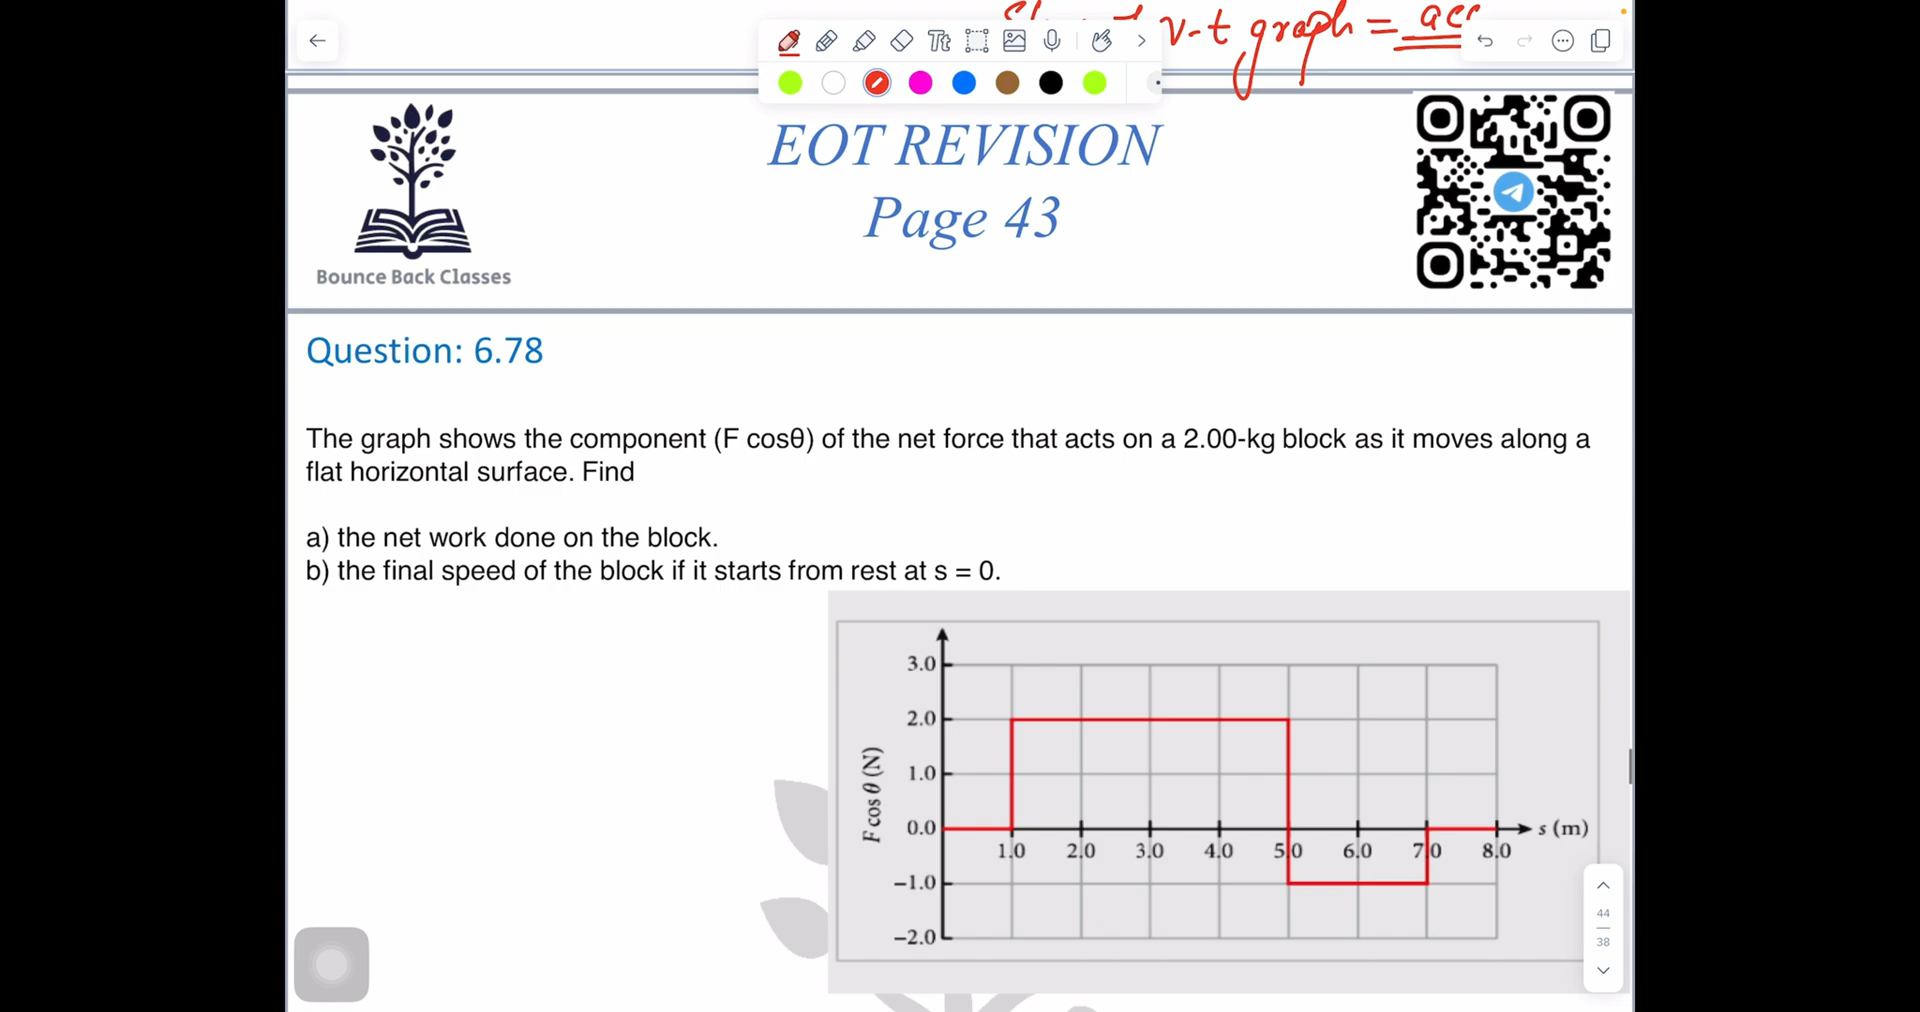 v-t graph =
Tt
EOT REVISION
Page 43
Bounce Back Classes
Question: 6.78
The graph shows the component (F cosθ) of the net force that acts on a 2.00-kg block as it moves along a
flat horizontal surface. Find
a) the net work done on the block.
b) the final speed of the block if it starts from rest at s = 0.
3.0
2.0
1.0
0.0
-1.0
-2.0
F cos θ (N)
1.0 2.0 3.0 4.0 5.0 6.0 7.0 8.0
s (m)
44
38